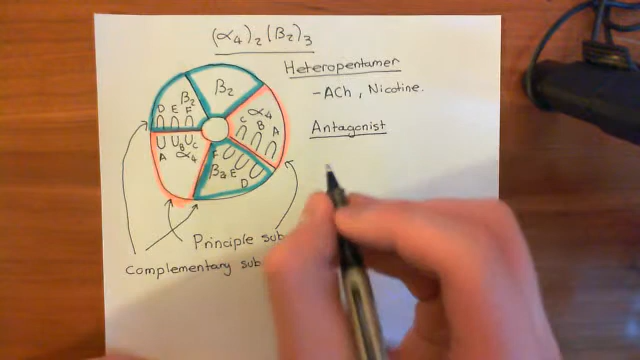 (α4)2(β2)3
Heteropentamer
- ACh, Nicotine.
Antagonist
β2
β2
D E F
α4
C B A
A B C
α4
F E D
β2
Principle sub
Complementary sub